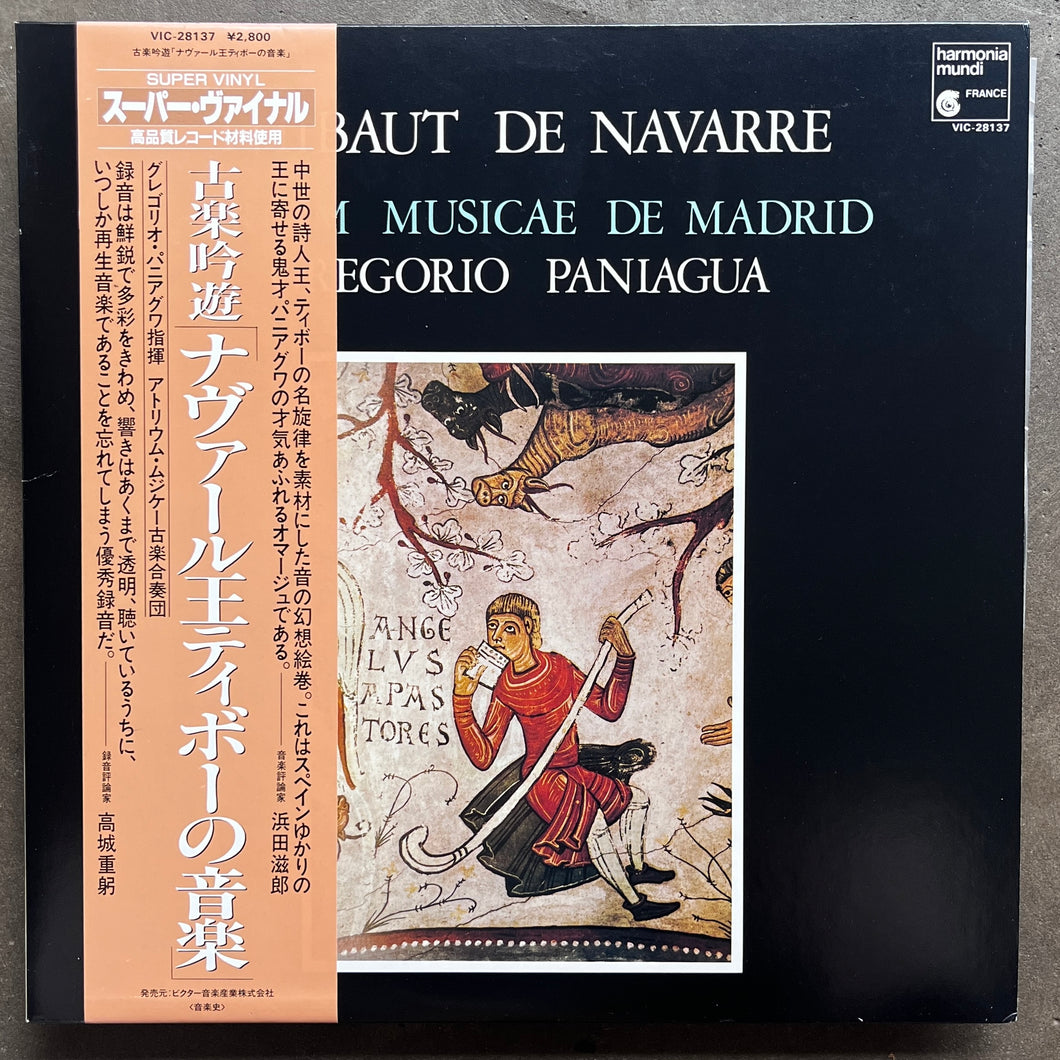 VIC-28137 ¥2,800
古楽吟遊「ナヴァール王ティボーの音楽」
SUPER VINYL
スーパー・ヴァイナル
高品質レコード材料使用
中世の詩人王、ティボーの名旋律を素材にした音の幻想絵巻。これはスペインゆかりの
王に寄せる鬼才パニアグワの才気あふれるオマージュである。——音楽評論家 浜田滋郎
古楽吟遊「ナヴァール王ティボーの音楽」
グレゴリオ・パニアグワ指揮 アトリウム・ムジケー古楽合奏団
録音は鮮鋭で多彩をきわめ、響きはあくまで透明、聴いているうちに、
いつしか再生音楽であることを忘れてしまう優秀録音だ。——録音評論家 高城重躬
発売元:ビクター音楽産業株式会社
〈音楽史〉
harmonia
mundi
FRANCE
VIC-28137
BAUT DE NAVARRE
M MUSICAE DE MADRID
REGORIO PANIAGUA
ANGE
LVS
APAS
TORES